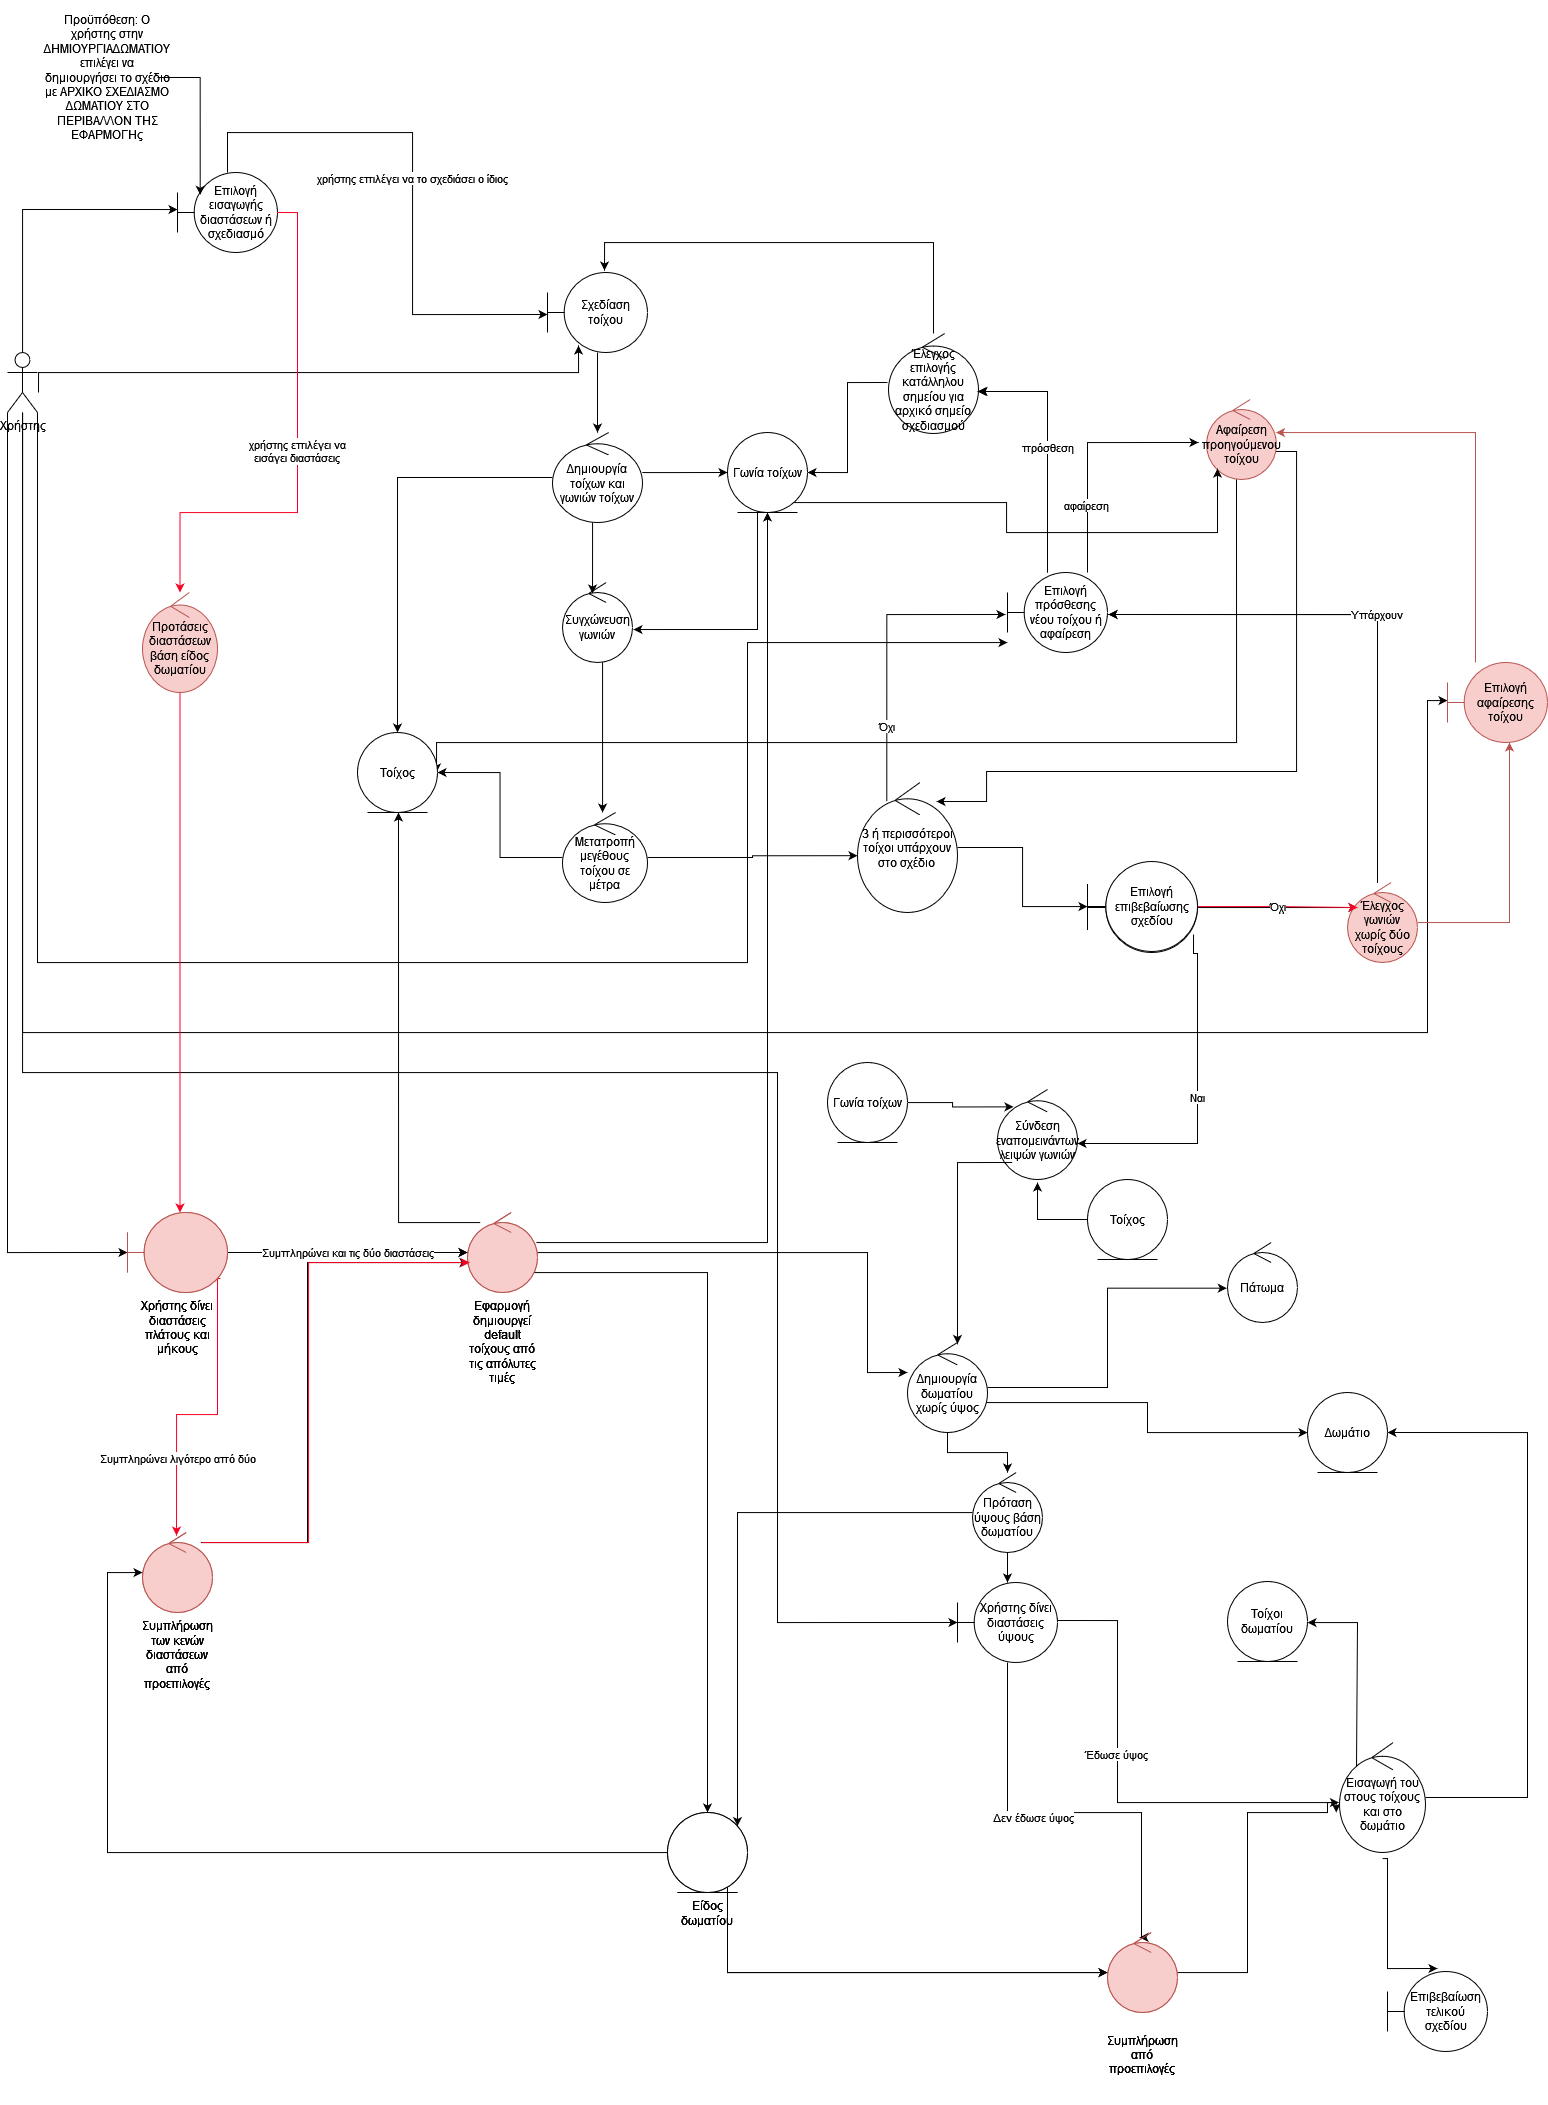 Προϋπόθεση: Ο
χρήστης στην
ΔΗΜΙΟΥΡΓΙΑΔΩΜΑΤΙΟΥ
επιλέγει να
δημιουργήσει το σχέδιο
με ΑΡΧΙΚΟ ΣΧΕΔΙΑΣΜΟ
ΔΩΜΑΤΙΟΥ ΣΤΟ
ΠΕΡΙΒΑΛΛΟΝ ΤΗΣ
ΕΦΑΡΜΟΓΗς
χρήστης επιλέγει να το σχεδιάσει ο ίδιος
Επιλογή
εισαγωγής
διαστάσεων ή
σχεδιασμό
Σχεδίαση
τοίχου
Έλεγχος
επιλογής
κατάλληλου
σημείου για
αρχικό σημείο
σχεδιασμού
Χρήστης
χρήστης επιλέγει να
εισάγει διαστάσεις
πρόσθεση
Αφαίρεση
προηγούμενου
τοίχου
Δημιουργία
τοίχων και
γωνιών τοίχων
Γωνία τοίχων
αφαίρεση
Προτάσεις
διαστάσεων
βάση είδος
δωματίου
Συγχώνευση
γωνιών
Επιλογή
πρόσθεσης
νέου τοίχου ή
αφαίρεση
Υπάρχουν
Επιλογή
αφαίρεσης
τοίχου
Όχι
Τοίχος
Μετατροπή
μεγέθους
τοίχου σε
μέτρα
3 ή περισσότεροι
τοίχοι υπάρχουν
στο σχέδιο
Επιλογή
επιβεβαίωσης
σχεδίου
Όχι
Έλεγχος
γωνιών
χωρίς δύο
τοίχους
Ναι
Γωνία τοίχων
Σύνδεση
εναπομεινάντων
λειψών γωνιών
Τοίχος
Συμπληρώνει και τις δύο διαστάσεις
Πάτωμα
Χρήστης δίνει
διαστάσεις
πλάτους και
μήκους
Εφαρμογή
δημιουργεί
default
τοίχους από
τις απόλυτες
τιμές
Δημιουργία
δωματίου
χωρίς ύψος
Δωμάτιο
Συμπληρώνει λιγότερο από δύο
Πρόταση
ύψους βάση
δωματίου
Συμπλήρωση
των κενών
διαστάσεων
από
προεπιλογές
Χρήστης δίνει
διαστάσεις
ύψους
Τοίχοι
δωματίου
Έδωσε ύψος
Δεν έδωσε ύψος
Εισαγωγή του
στους τοίχους
και στο
δωμάτιο
Είδος
δωματίου
Επιβεβαίωση
τελικού
σχεδίου
Συμπλήρωση
από
προεπιλογές